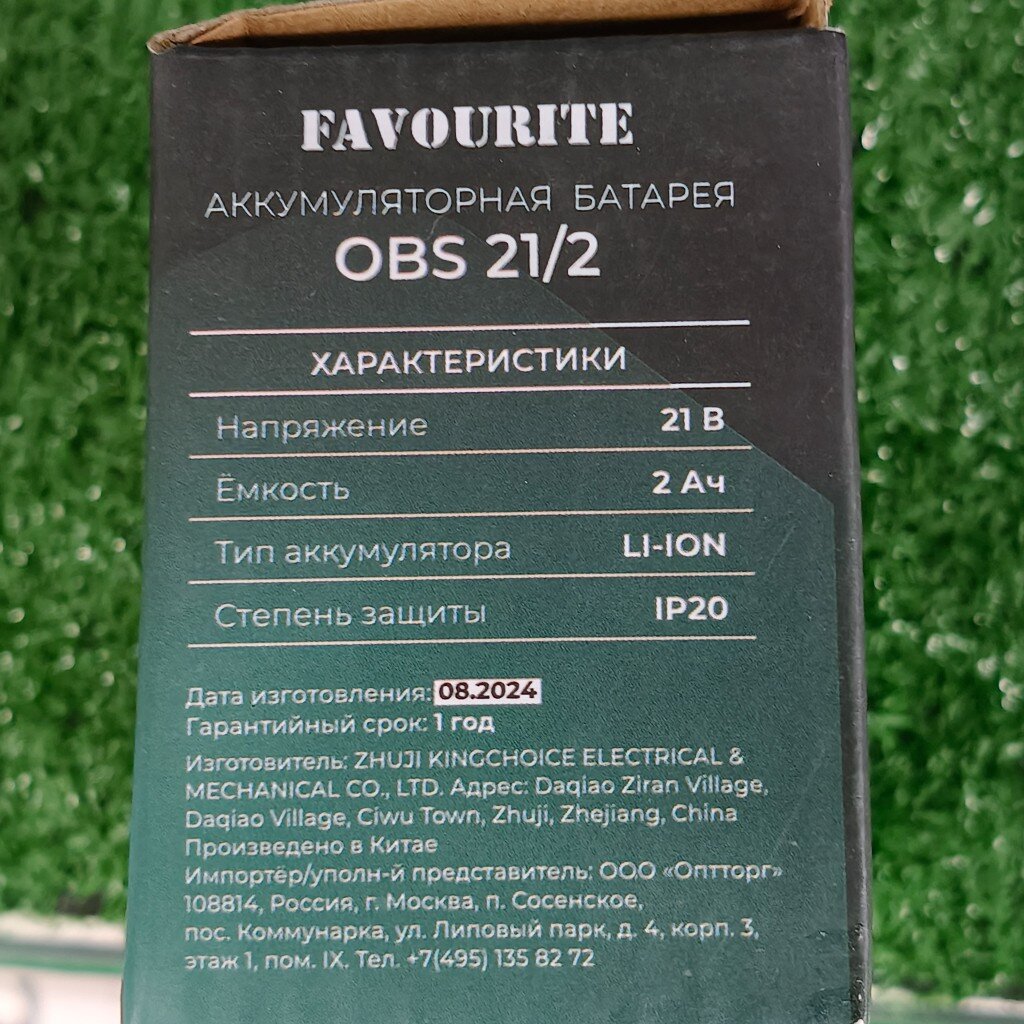 FAVOURITE
АККУМУЛЯТОРНАЯ БАТАРЕЯ
OBS 21/2
ХАРАКТЕРИСТИКИ
Напряжение 21 В
Ёмкость 2 Ач
Тип аккумулятора LI-ION
Степень защиты IP20
Дата изготовления: 08.2024
Гарантийный срок: 1 год
Изготовитель: ZHUJI KINGCHOICE ELECTRICAL &
MECHANICAL CO., LTD. Адрес: Daqiao Ziran Village,
Daqiao Village, Ciwu Town, Zhuji, Zhejiang, China
Произведено в Китае
Импортёр/уполн-й представитель: ООО «Оптторг»
108814, Россия, г. Москва, п. Сосенское,
пос. Коммунарка, ул. Липовый парк, д. 4, корп. 3,
этаж 1, пом. IX. Тел. +7(495) 135 82 72